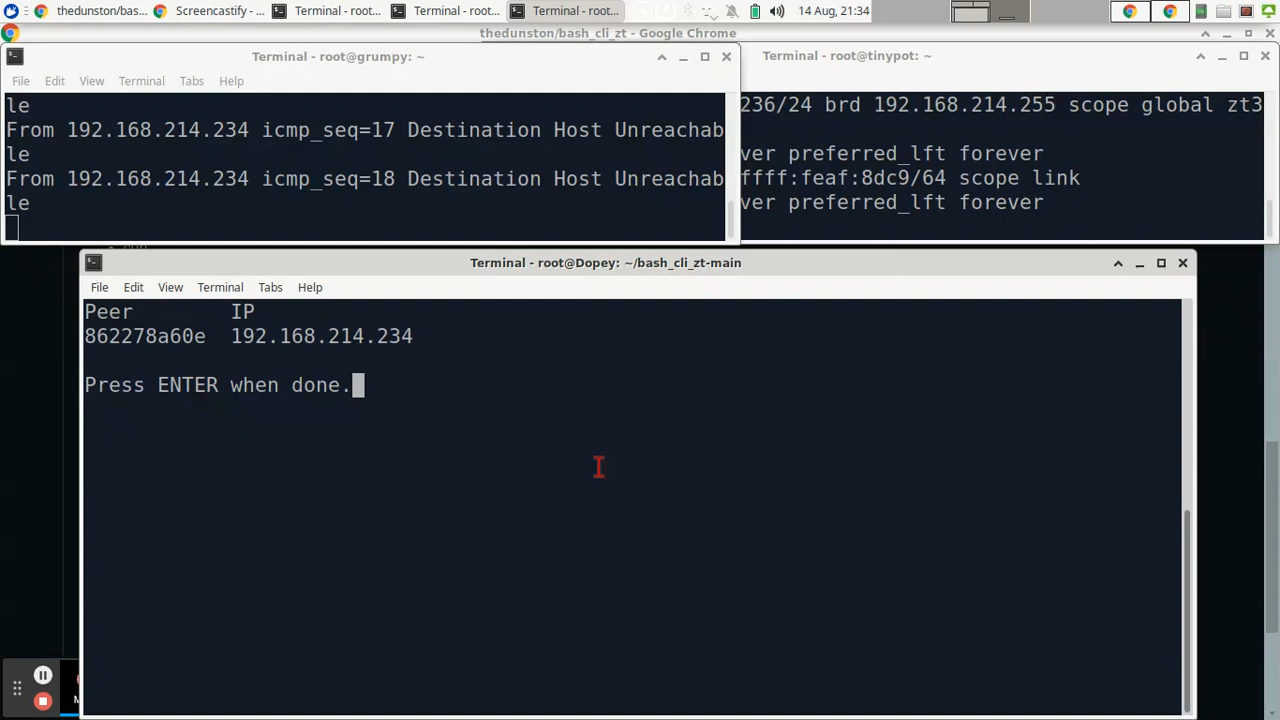 thedunston/bas...
Screencastify - ...
Terminal - root...
Terminal - root...
Terminal - root...
14 Aug, 21:34
thedunston/bash_cli_zt - Google Chrome
Terminal - root@grumpy: ~
File Edit View Terminal Tabs Help
le
From 192.168.214.234 icmp_seq=17 Destination Host Unreachab
le
From 192.168.214.234 icmp_seq=18 Destination Host Unreachab
le
Terminal - root@tinypot: ~
236/24 brd 192.168.214.255 scope global zt3
ver preferred_lft forever
ffff:feaf:8dc9/64 scope link
ver preferred_lft forever
Terminal - root@Dopey: ~/bash_cli_zt-main
File Edit View Terminal Tabs Help
Peer IP
862278a60e 192.168.214.234
Press ENTER when done.